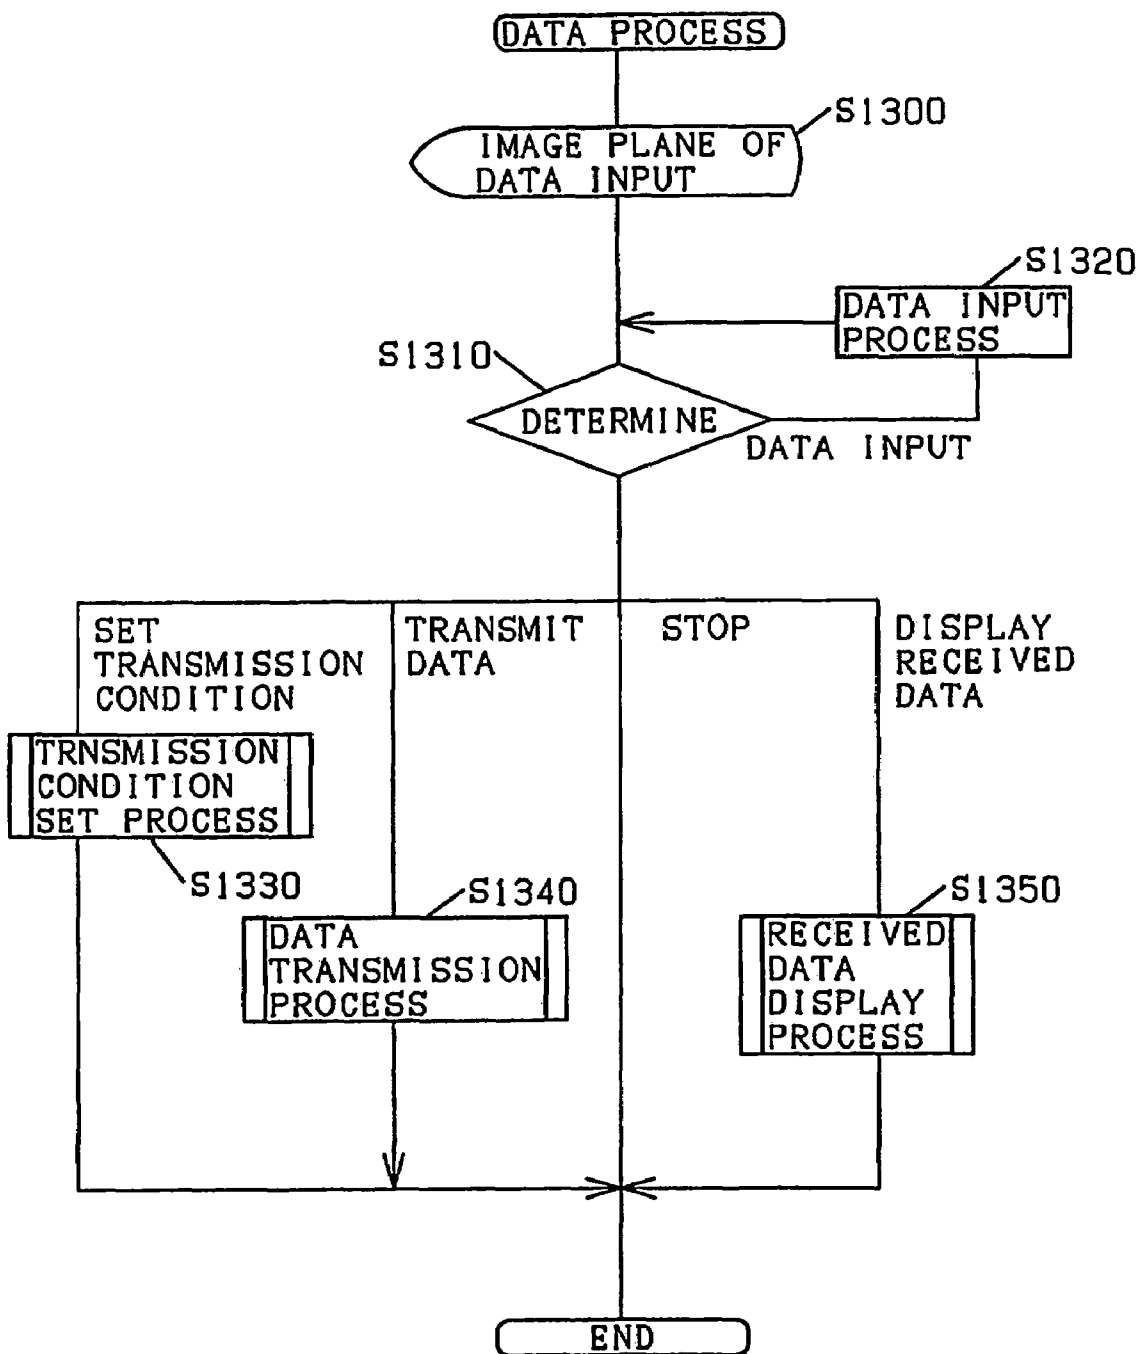 DATA PROCESS
S1300
IMAGE PLANE OF
DATA INPUT
S1320
DATA INPUT
PROCESS
S1310
DETERMINE
DATA INPUT
SET
TRANSMISSION
CONDITION
TRANSMIT
DATA
STOP
DISPLAY
RECEIVED
DATA
TRNSMISSION
CONDITION
SET PROCESS
S1330
S1340
DATA
TRANSMISSION
PROCESS
S1350
RECEIVED
DATA
DISPLAY
PROCESS
END